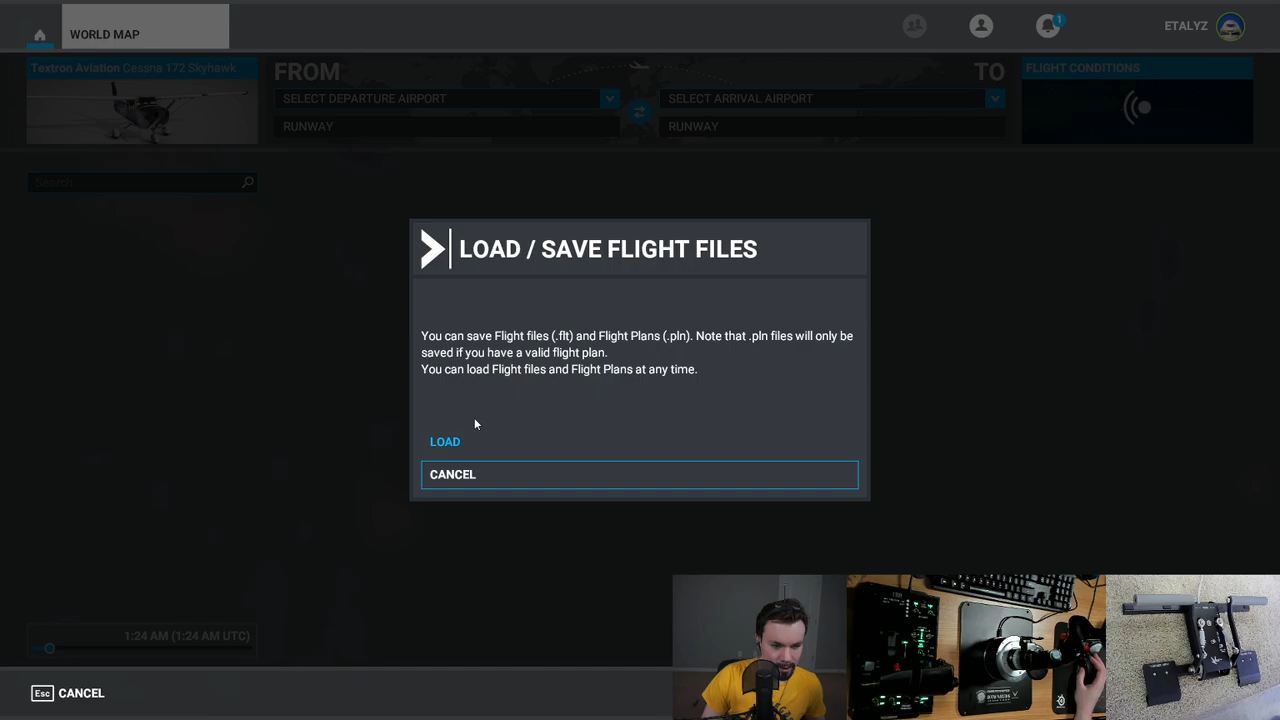 WORLD MAP
1
ETALYZ
Textron Aviation Cessna 172 Skyhawk
FROM
TO
FLIGHT CONDITIONS
SELECT DEPARTURE AIRPORT
SELECT ARRIVAL AIRPORT
RUNWAY
RUNWAY
Search
LOAD / SAVE FLIGHT FILES
You can save Flight files (.flt) and Flight Plans (.pln). Note that .pln files will only be
saved if you have a valid flight plan.
You can load Flight files and Flight Plans at any time.
LOAD
CANCEL
1:24 AM (1:24 AM UTC)
Esc CANCEL